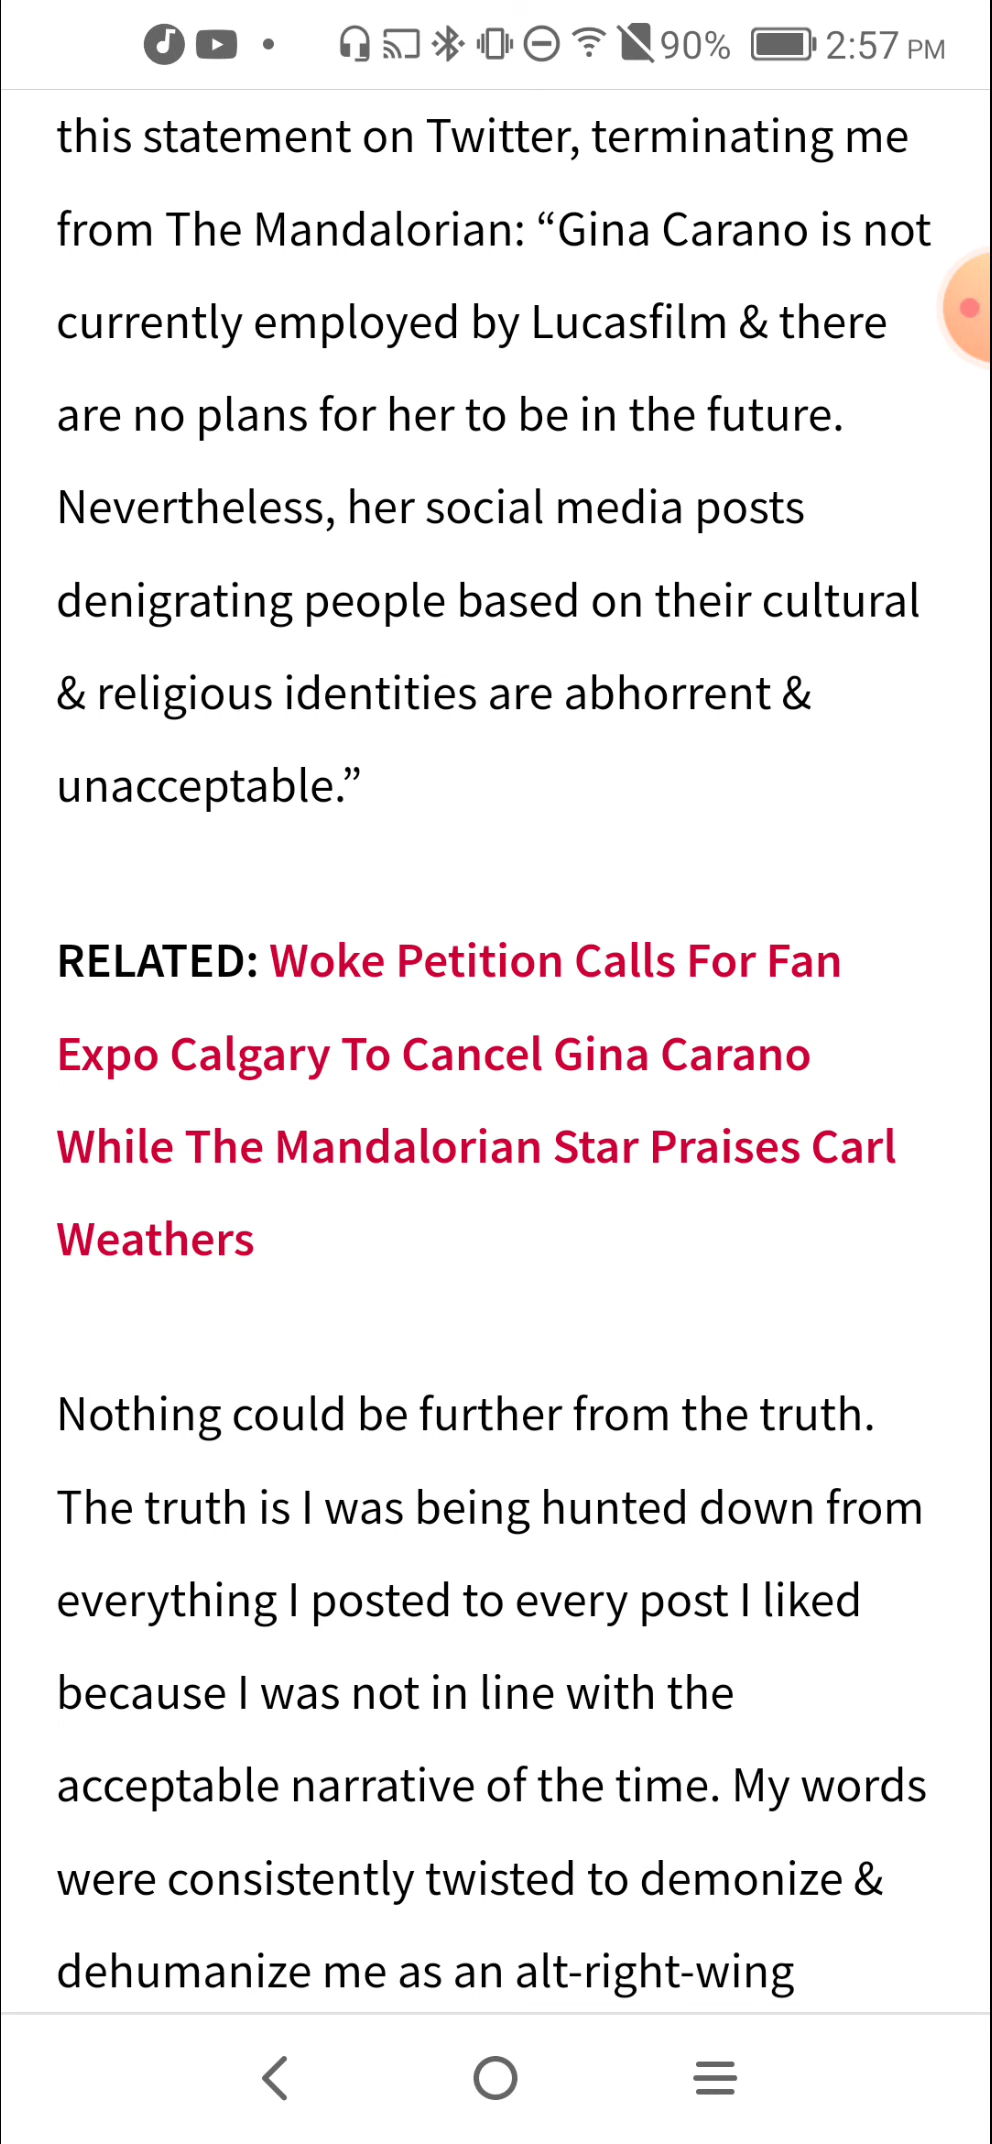 90% 2:57 PM
this statement on Twitter, terminating me
from The Mandalorian: “Gina Carano is not
currently employed by Lucasfilm & there
are no plans for her to be in the future.
Nevertheless, her social media posts
denigrating people based on their cultural
& religious identities are abhorrent &
unacceptable.”
RELATED: Woke Petition Calls For Fan
Expo Calgary To Cancel Gina Carano
While The Mandalorian Star Praises Carl
Weathers
Nothing could be further from the truth.
The truth is I was being hunted down from
everything I posted to every post I liked
because I was not in line with the
acceptable narrative of the time. My words
were consistently twisted to demonize &
dehumanize me as an alt-right-wing